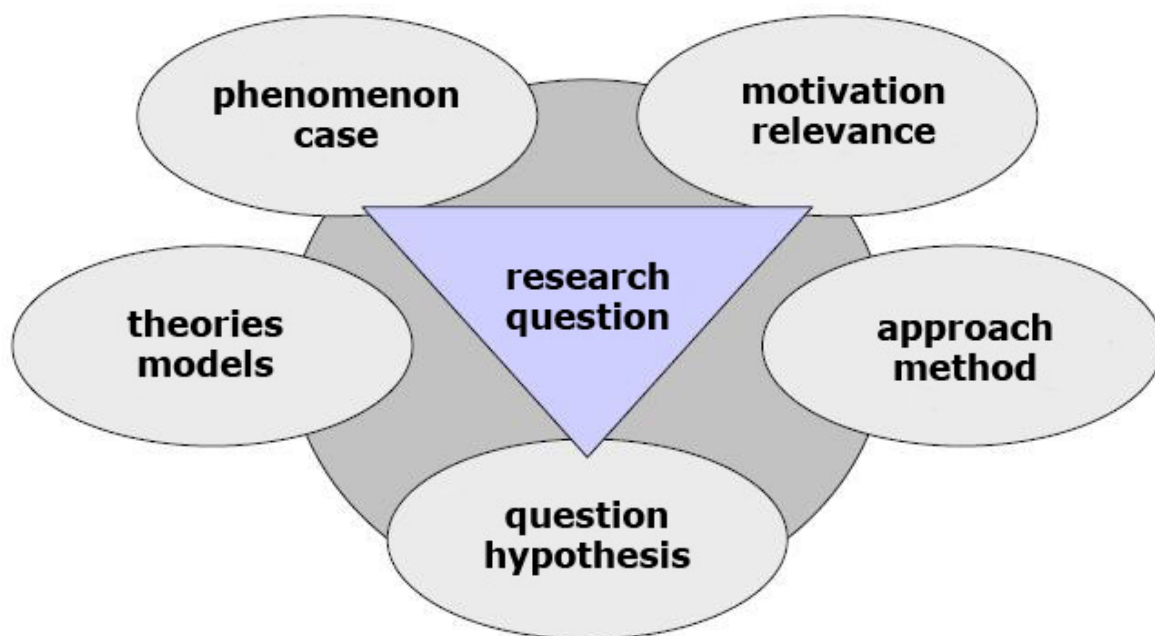 phenomenon
case
motivation
relevance
research
question
theories
models
approach
method
question
hypothesis